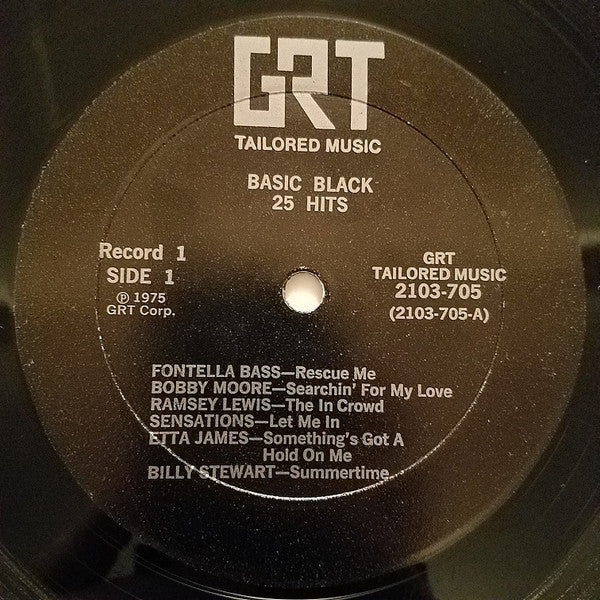 GRT
TAILORED MUSIC
BASIC BLACK
25 HITS
Record 1
SIDE 1
℗ 1975
GRT Corp.
GRT
TAILORED MUSIC
2103-705
(2103-705-A)
FONTELLA BASS—Rescue Me
BOBBY MOORE—Searchin' For My Love
RAMSEY LEWIS—The In Crowd
SENSATIONS—Let Me In
ETTA JAMES—Something's Got A
Hold On Me
BILLY STEWART—Summertime